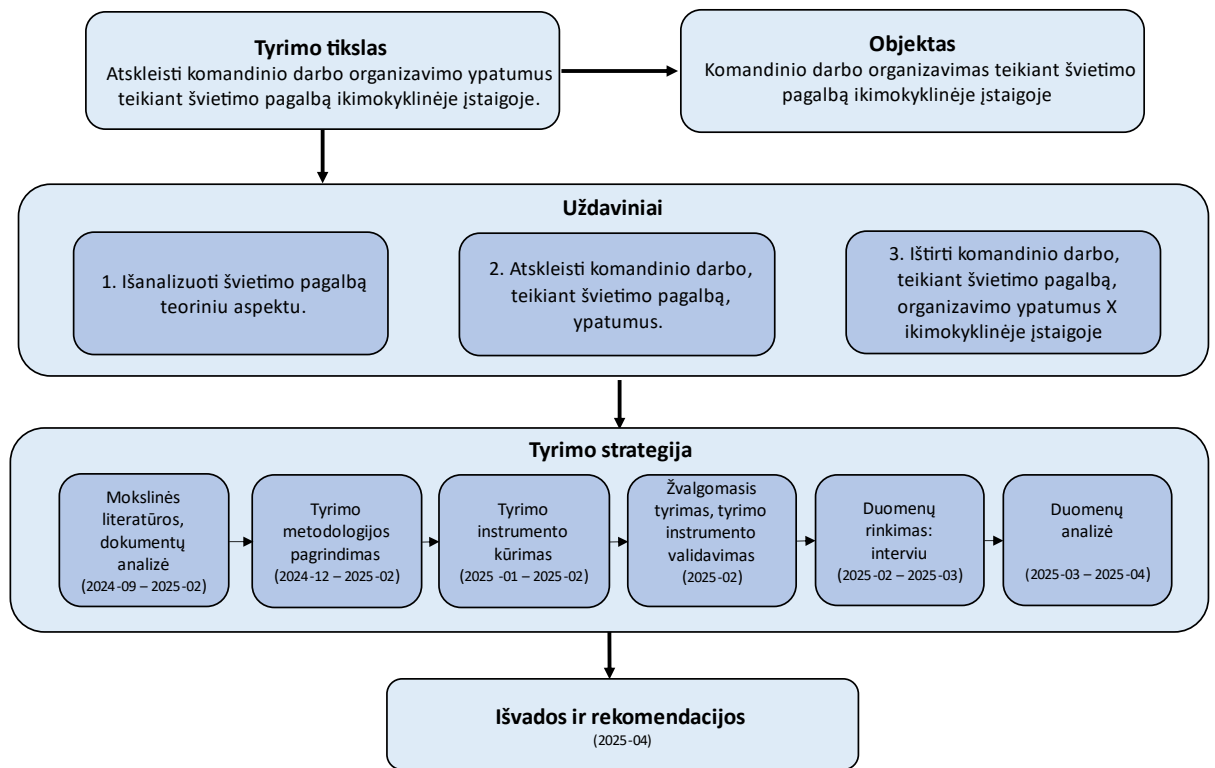 Tyrimo tikslas
Atskleisti komandinio darbo organizavimo ypatumus
teikiant švietimo pagalbą ikimokyklinėje įstaigoje.
Objektas
Komandinio darbo organizavimas teikiant švietimo
pagalbą ikimokyklinėje įstaigoje
Uždaviniai
1. Išanalizuoti švietimo pagalbą
teoriniu aspektu.
2. Atskleisti komandinio darbo,
teikiant švietimo pagalbą,
ypatumus.
3. Ištirti komandinio darbo,
teikiant švietimo pagalbą,
organizavimo ypatumus X
ikimokyklinėje įstaigoje
Tyrimo strategija
Mokslinės
literatūros,
dokumentų
analizė
(2024-09 – 2025-02)
Tyrimo
metodologijos
pagrindimas
(2024-12 – 2025-02)
Tyrimo
instrumento
kūrimas
(2025 -01 – 2025-02)
Žvalgomasis
tyrimas, tyrimo
instrumento
validavimas
(2025-02)
Duomenų
rinkimas:
interviu
(2025-02 – 2025-03)
Duomenų
analizė
(2025-03 – 2025-04)
Išvados ir rekomendacijos
(2025-04)